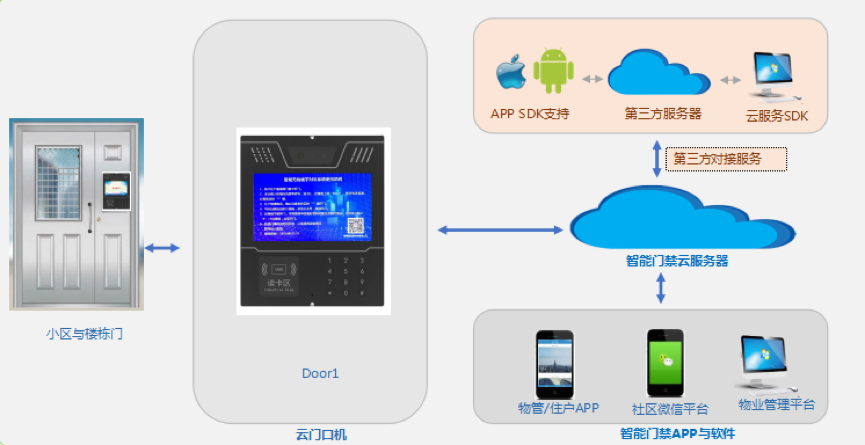 APP SDK支持
第三方服务器
云服务SDK
第三方对接服务
智能门禁云服务器
小区与楼栋门
1 2 3
4 5 6
7 8 9
* 0 #
读卡区
Door1
云门口机
物管/住户APP
社区微信平台
物业管理平台
智能门禁APP与软件